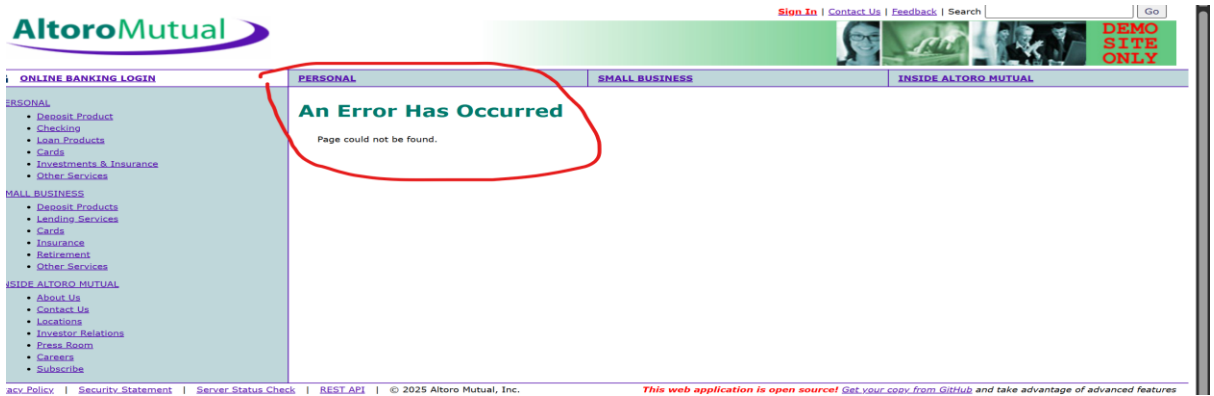 Sign In | Contact Us | Feedback | Search Go
AltoroMutual
DEMO
SITE
ONLY
ONLINE BANKING LOGIN
PERSONAL
SMALL BUSINESS
INSIDE ALTORO MUTUAL
ERSONAL
Deposit Product
Checking
Loan Products
Cards
Investments & Insurance
Other Services
MALL BUSINESS
Deposit Products
Lending Services
Cards
Insurance
Retirement
Other Services
NSIDE ALTORO MUTUAL
About Us
Contact Us
Locations
Investor Relations
Press Room
Careers
Subscribe
An Error Has Occurred
Page could not be found.
acy Policy | Security Statement | Server Status Check | REST API | © 2025 Altoro Mutual, Inc.
This web application is open source! Get your copy from GitHub and take advantage of advanced features